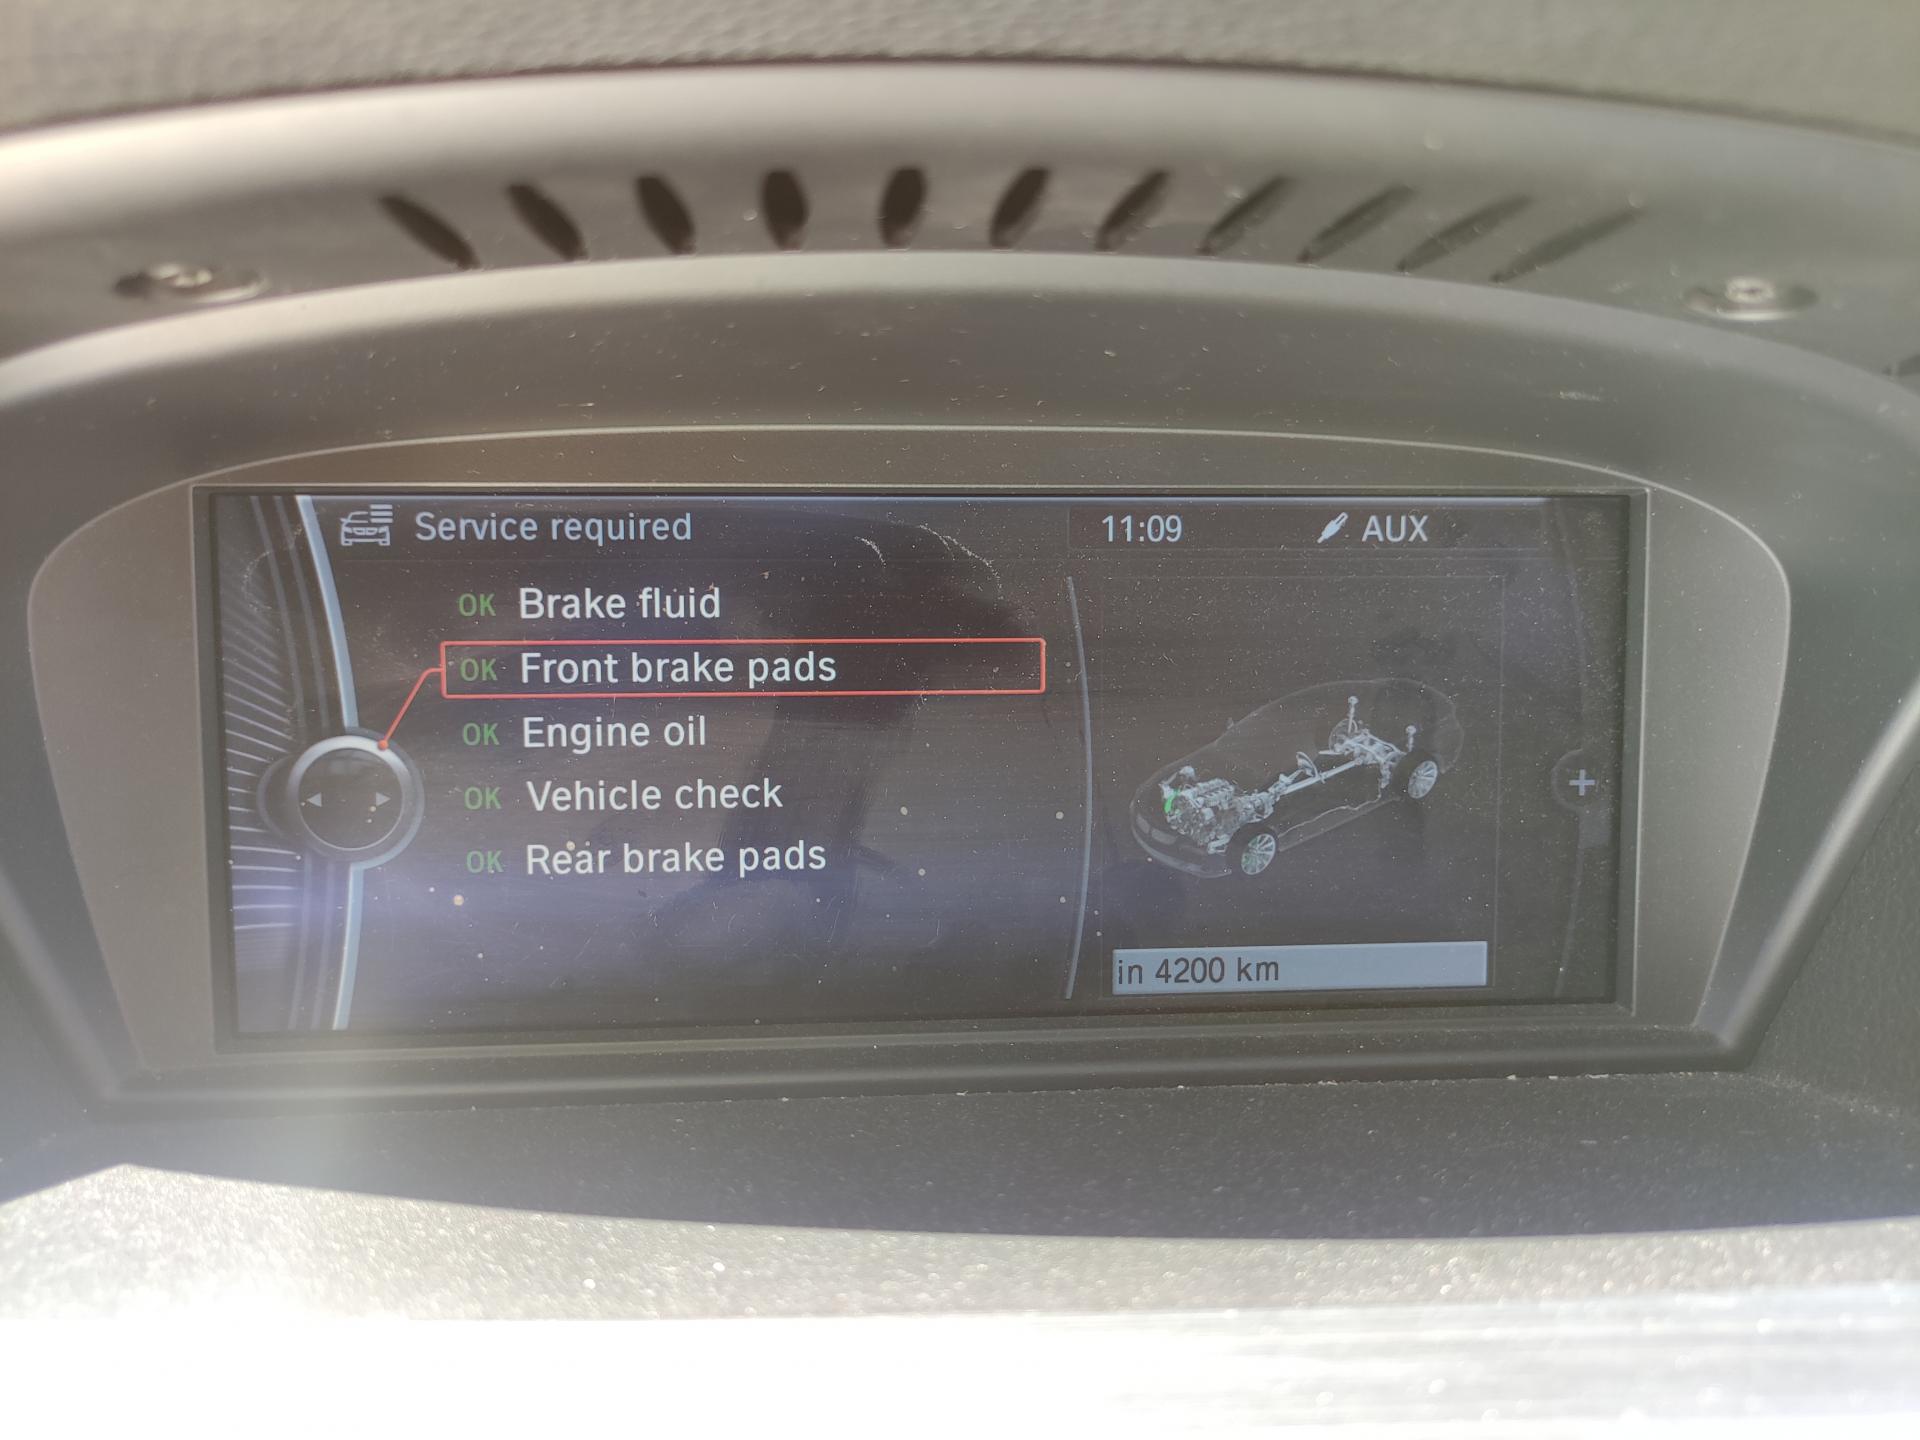 Service required
11:09
AUX
OK Brake fluid
OK Front brake pads
OK Engine oil
OK Vehicle check
OK Rear brake pads
+
in 4200 km